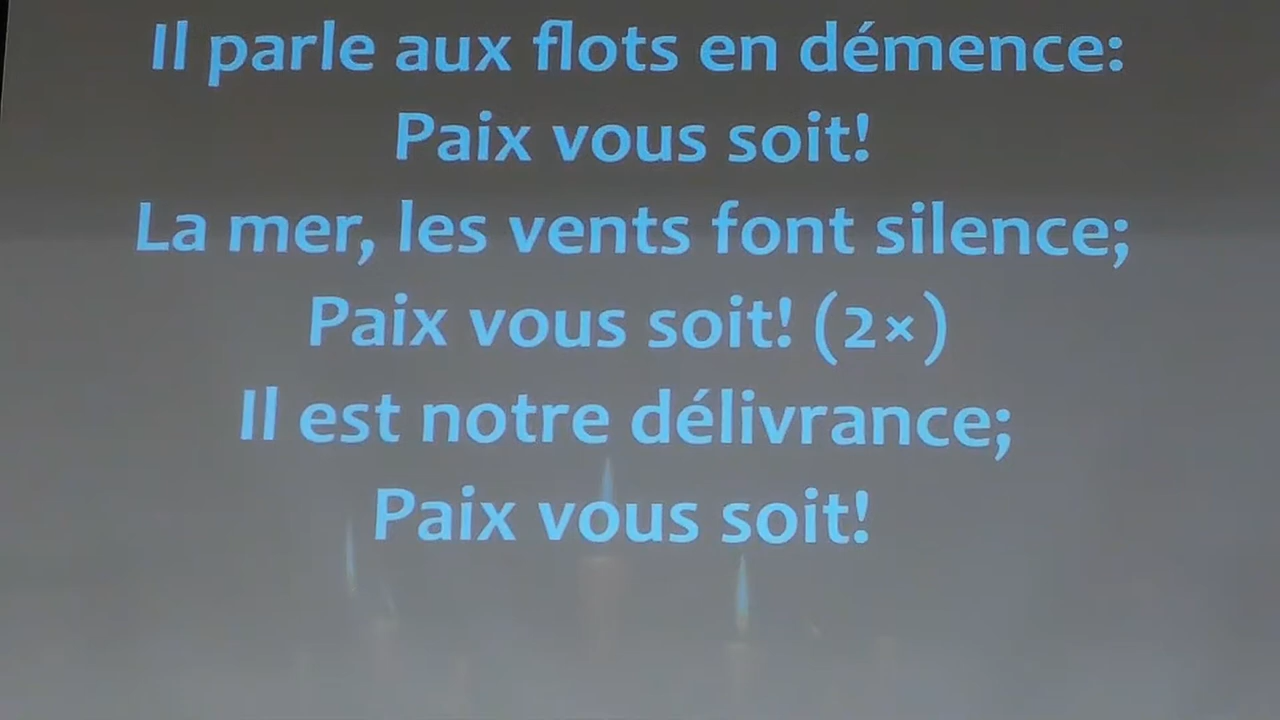 Il parle aux flots en démence:
Paix vous soit!
La mer, les vents font silence;
Paix vous soit! (2×)
Il est notre délivrance;
Paix vous soit!